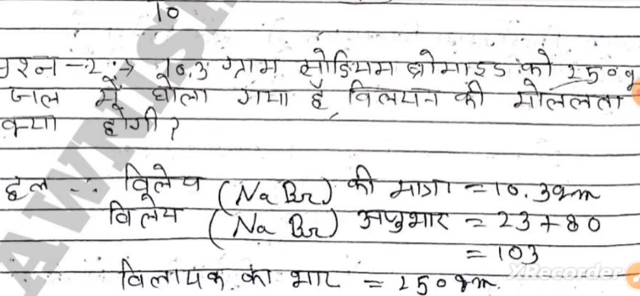 10
प्रश्न-2 → 10.3 ग्राम सोडियम ब्रोमाइड को 250g
जल में घोला गया है विलयन की मोललता
क्या होगी?
हल ∴ विलेय (NaBr) की मात्रा = 10.3gm
विलेय (NaBr) अणुभार = 23+80
= 103
विलायक का भार = 250gm.
XRecorder